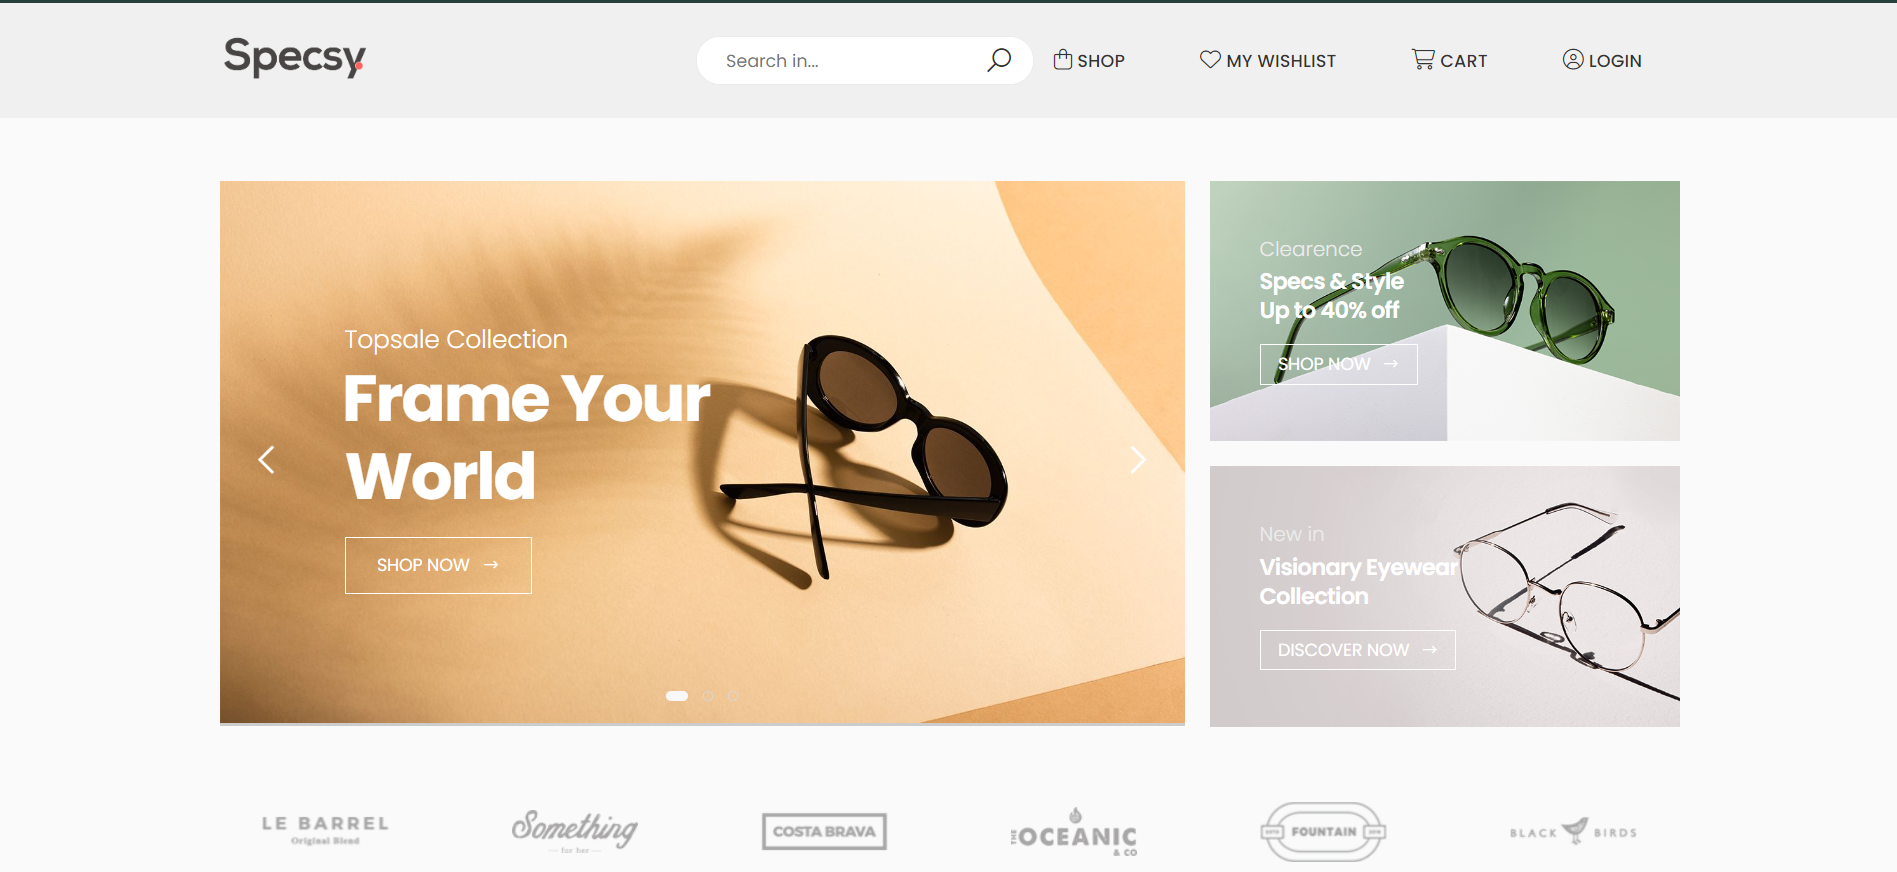 Specsy
Search in...
SHOP
MY WISHLIST
CART
LOGIN
Topsale Collection
Frame Your
World
SHOP NOW →
Clearence
Specs & Style
Up to 40% off
SHOP NOW →
New in
Visionary Eyewear
Collection
DISCOVER NOW →
LE BARREL
Original Blend
Something
for her
COSTA BRAVA
THE OCEANIC
& CO
FOUNTAIN
BLACK BIRDS